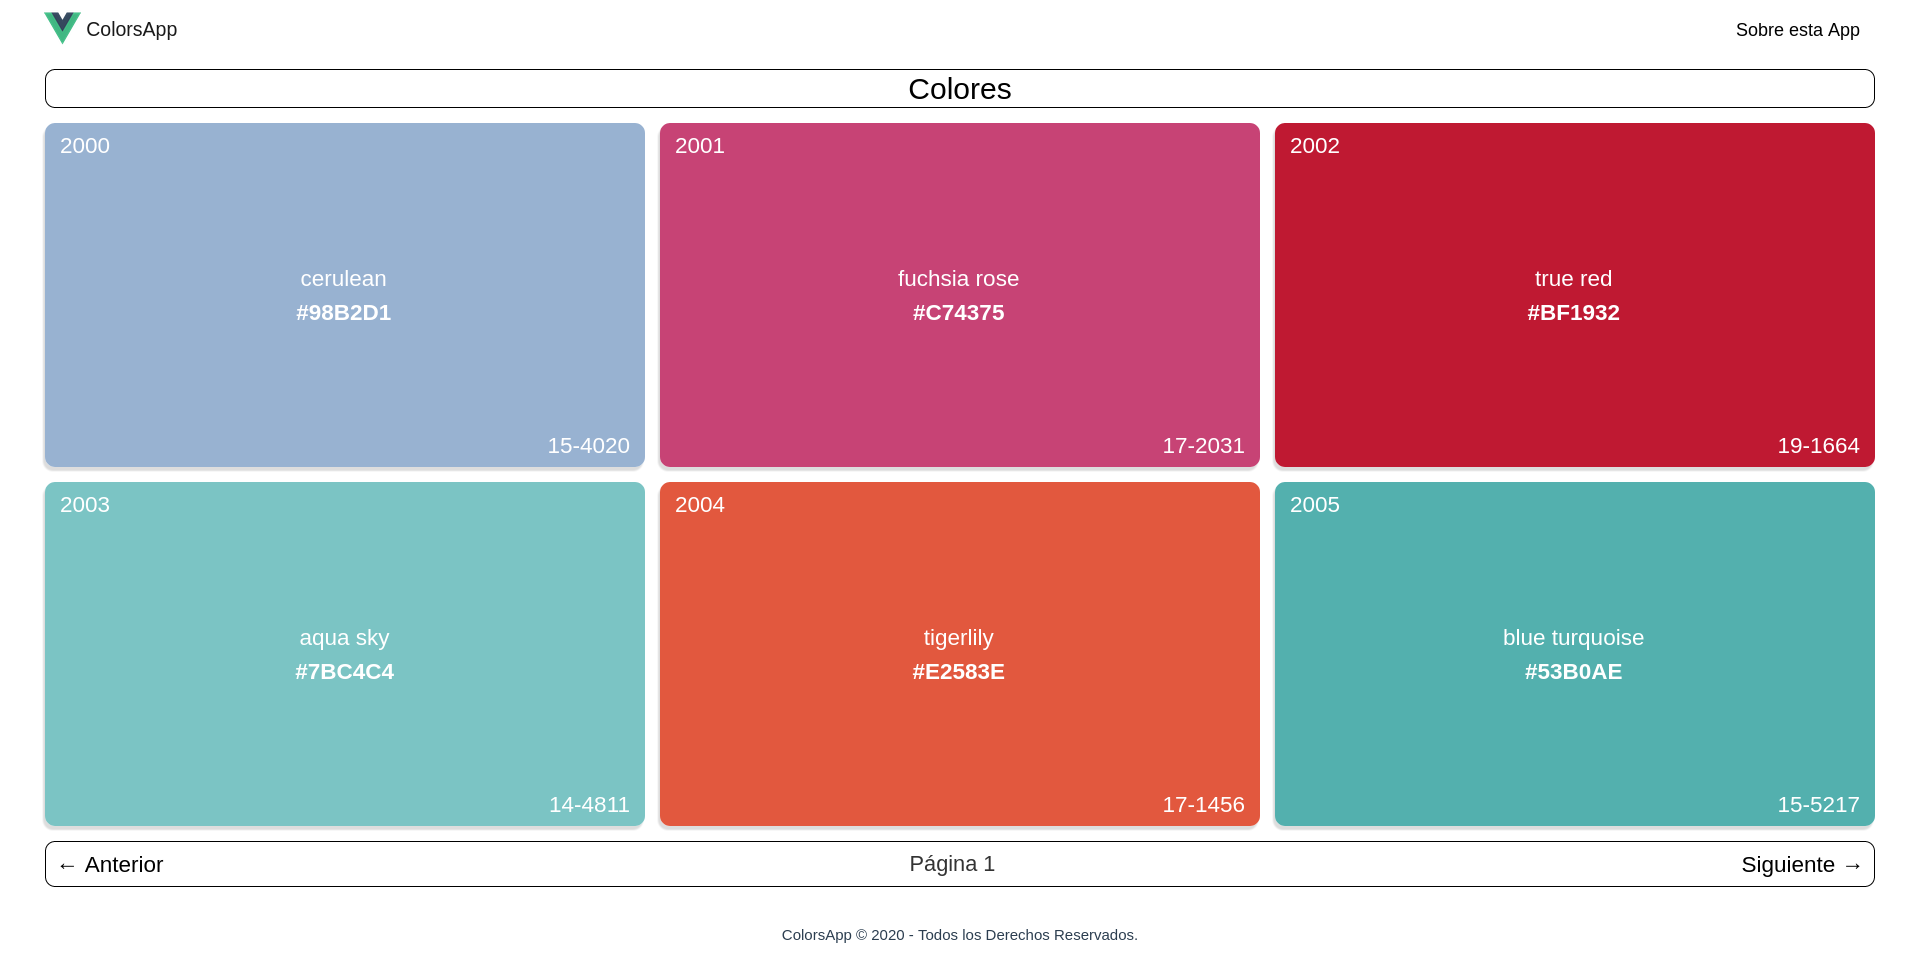 ColorsApp
Sobre esta App
Colores
2000
cerulean
#98B2D1
15-4020
2001
fuchsia rose
#C74375
17-2031
2002
true red
#BF1932
19-1664
2003
aqua sky
#7BC4C4
14-4811
2004
tigerlily
#E2583E
17-1456
2005
blue turquoise
#53B0AE
15-5217
← Anterior
Página 1
Siguiente →
ColorsApp © 2020 - Todos los Derechos Reservados.